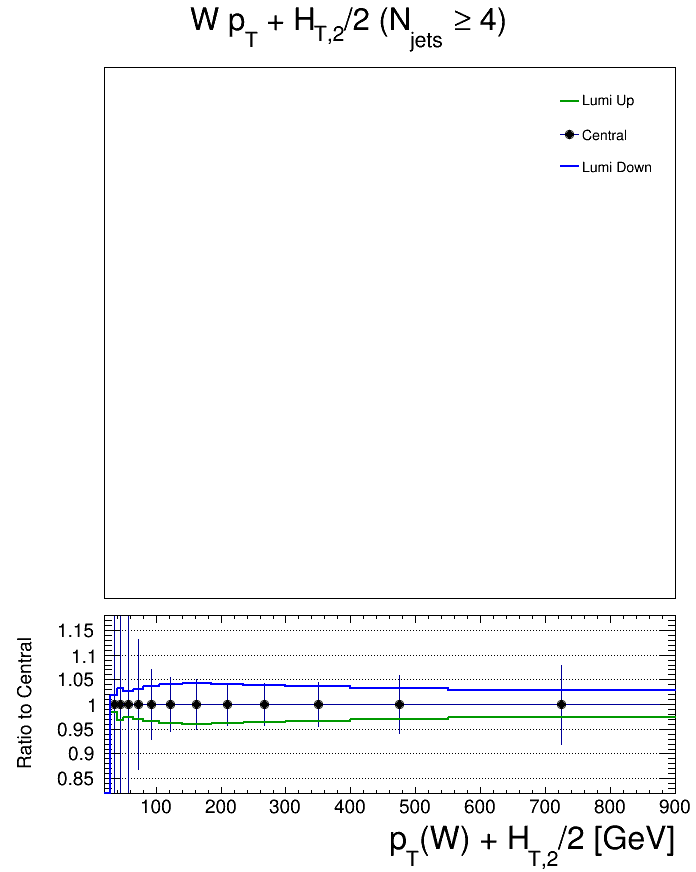 W p_T + H_T,2/2 (N_jets ≥ 4)
Lumi Up
Central
Lumi Down
Ratio to Central
1.15
1.1
1.05
1
0.95
0.9
0.85
100 200 300 400 500 600 700 800 900
p_T(W) + H_T,2/2 [GeV]